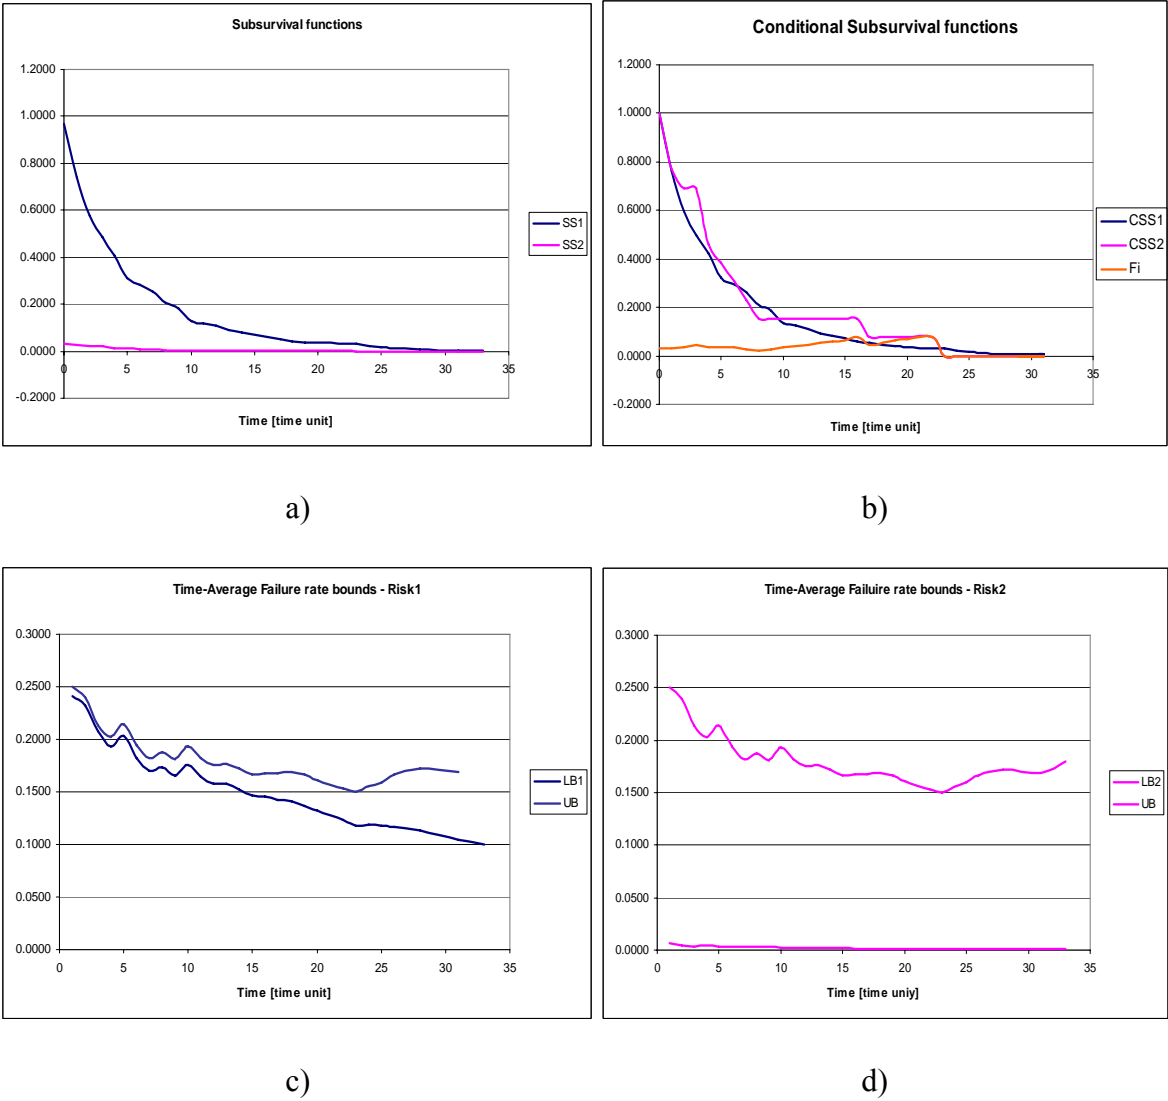 Subsurvival functions
1.2000
1.0000
0.8000
0.6000
0.4000
0.2000
0.0000
-0.2000
0 5 10 15 20 25 30 35
Time [time unit]
SS1
SS2
Conditional Subsurvival functions
1.2000
1.0000
0.8000
0.6000
0.4000
0.2000
0.0000
-0.2000
0 5 10 15 20 25 30 35
Time [time unit]
CSS1
CSS2
Fi
a)
b)
Time-Average Failure rate bounds - Risk1
0.3000
0.2500
0.2000
0.1500
0.1000
0.0500
0.0000
0 5 10 15 20 25 30 35
Time [time unit]
LB1
UB
Time-Average Failuire rate bounds - Risk2
0.3000
0.2500
0.2000
0.1500
0.1000
0.0500
0.0000
0 5 10 15 20 25 30 35
Time [time uniy]
LB2
UB
c)
d)